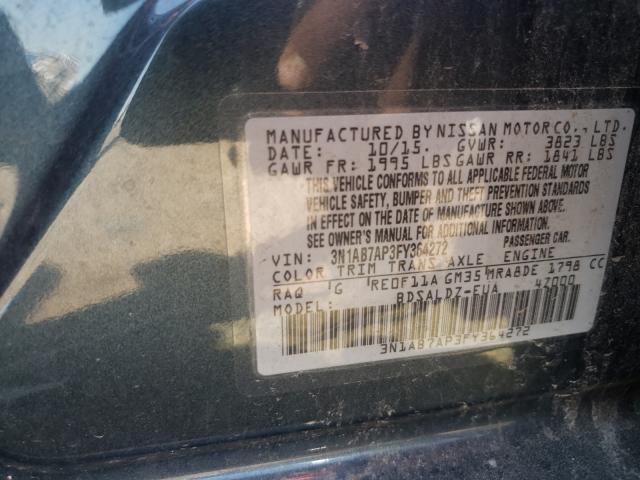 MANUFACTURED BY NISSAN MOTOR CO., LTD.
DATE: 10/15. GVWR: 3823 LBS
GAWR FR: 1995 LBS GAWR RR: 1841 LBS
THIS VEHICLE CONFORMS TO ALL APPLICABLE FEDERAL MOTOR
VEHICLE SAFETY, BUMPER AND THEFT PREVENTION STANDARDS
IN EFFECT ON THE DATE OF MANUFACTURE SHOWN ABOVE.
SEE OWNER'S MANUAL FOR ADDITIONAL INFORMATION.
VIN: 3N1AB7AP3FY364272 PASSENGER CAR.
COLOR TRIM TRANS AXLE ENGINE
RAQ G RE0F11A GM35 MRA8DE 1798 CC
MODEL: BDSALDZ-EUA 47000
3N1AB7AP3FY364272